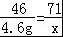 46/4.6g = 71/x